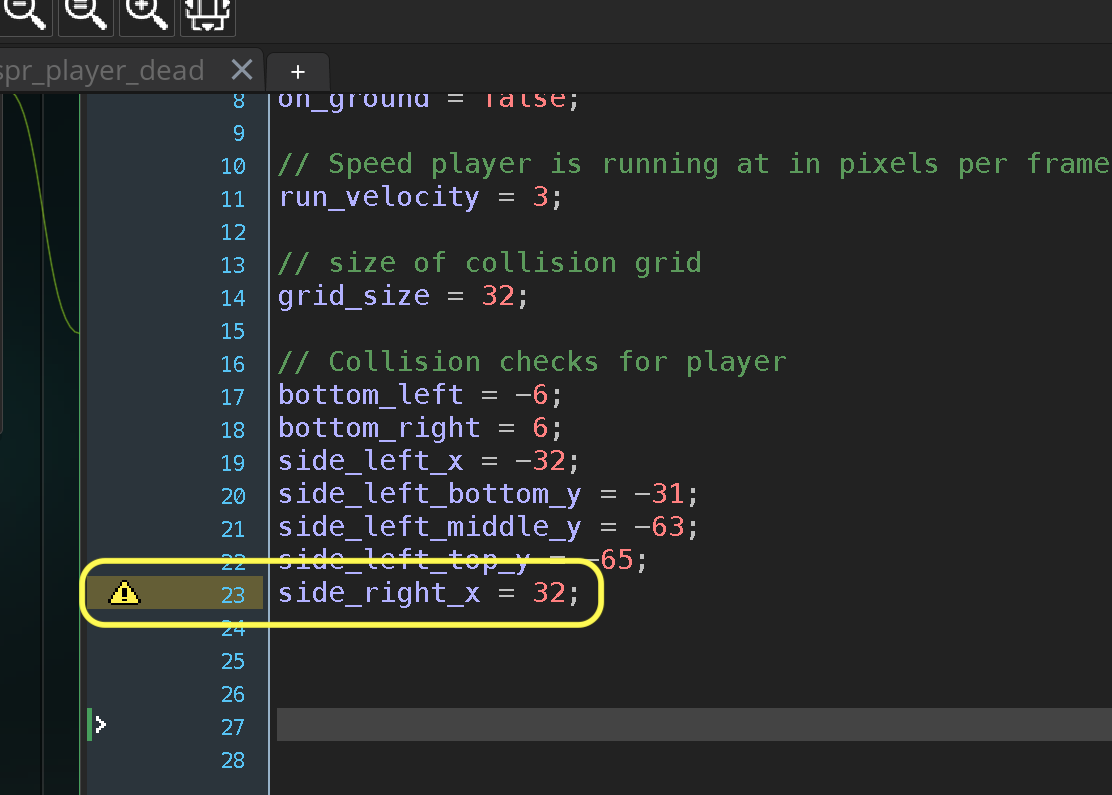 spr_player_dead
+
8 on_ground = false;
9
10 // Speed player is running at in pixels per frame
11 run_velocity = 3;
12
13 // size of collision grid
14 grid_size = 32;
15
16 // Collision checks for player
17 bottom_left = -6;
18 bottom_right = 6;
19 side_left_x = -32;
20 side_left_bottom_y = -31;
21 side_left_middle_y = -63;
22 side_left_top_y = -65;
23 side_right_x = 32;
24
25
26
27
28